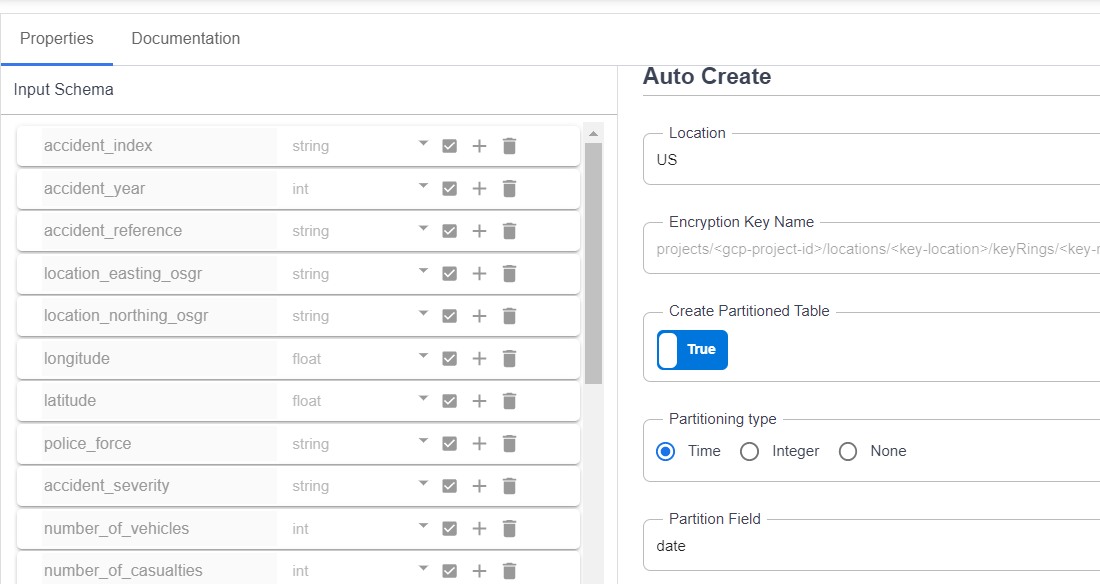 Properties Documentation
Input Schema
accident_index string
accident_year int
accident_reference string
location_easting_osgr string
location_northing_osgr string
longitude float
latitude float
police_force string
accident_severity string
number_of_vehicles int
number_of_casualties int
Auto Create
Location
US
Encryption Key Name
projects/<gcp-project-id>/locations/<key-location>/keyRings/<key-r
Create Partitioned Table
True
Partitioning type
Time Integer None
Partition Field
date